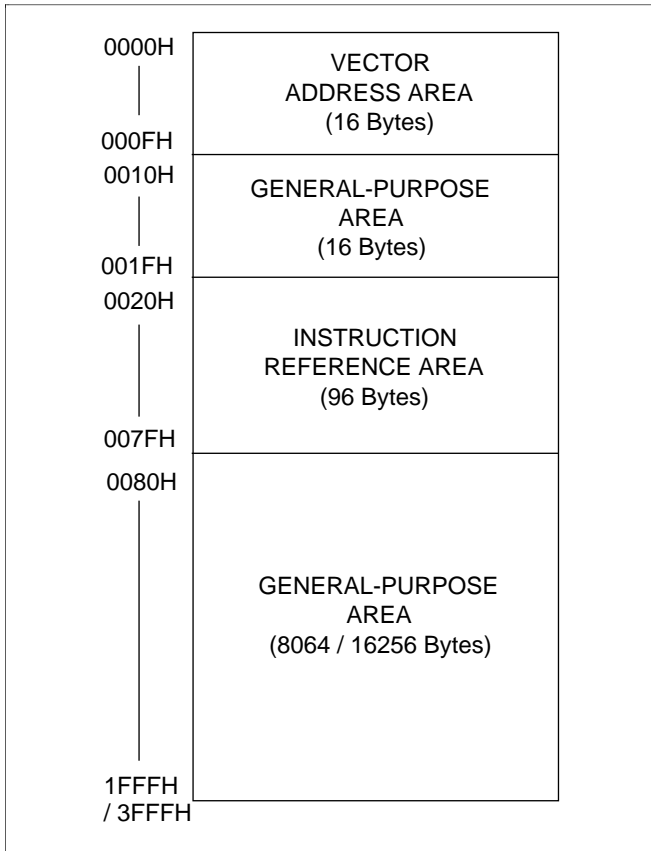 0000H
VECTOR
ADDRESS AREA
(16 Bytes)
000FH
0010H
GENERAL-PURPOSE
AREA
(16 Bytes)
001FH
0020H
INSTRUCTION
REFERENCE AREA
(96 Bytes)
007FH
0080H
GENERAL-PURPOSE
AREA
(8064 / 16256 Bytes)
1FFFH
/ 3FFFH